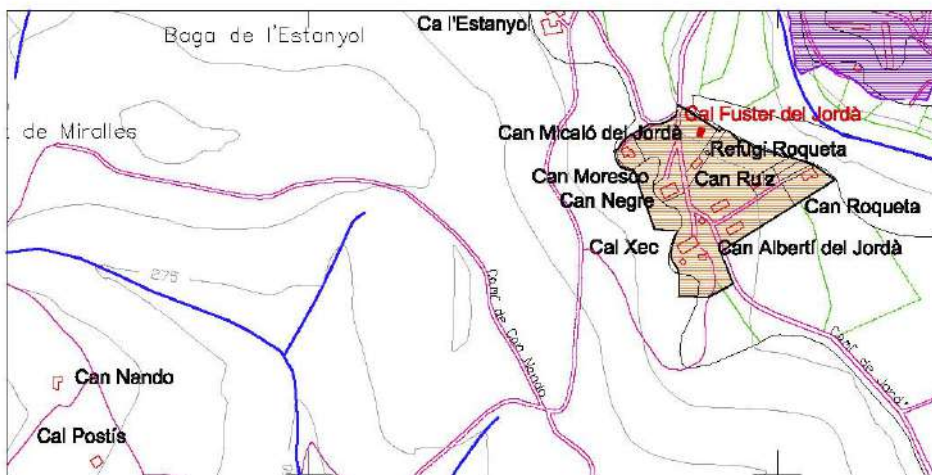 Ca l'Estanyol
Baga de l'Estanyol
Cal Fuster del Jordà
de Miralles
Can Micaló del Jordà
Refugi Roqueta
Can Moresco
Can Ruiz
Can Negre
Can Roqueta
Cal Xec
Can Albertí del Jordà
275
Camí de Can Nando
Camí de Jordà
Can Nando
Cal Postís